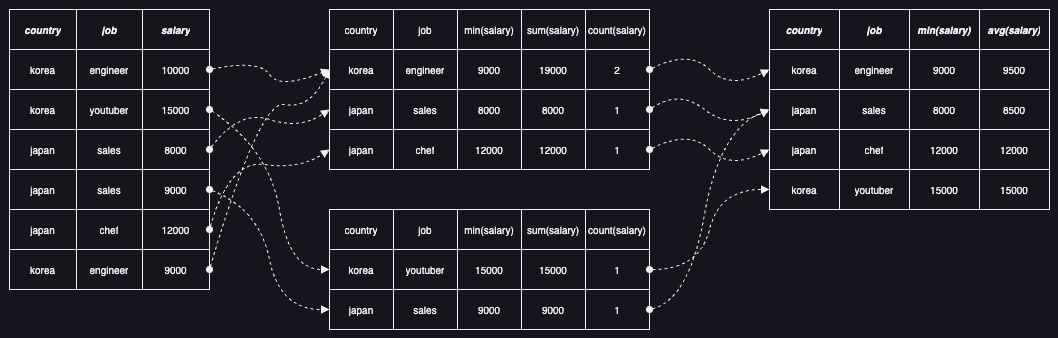 country job salary
korea engineer 10000
korea youtuber 15000
japan sales 8000
japan sales 9000
japan chef 12000
korea engineer 9000
country job min(salary) sum(salary) count(salary)
korea engineer 9000 19000 2
japan sales 8000 8000 1
japan chef 12000 12000 1
country job min(salary) sum(salary) count(salary)
korea youtuber 15000 15000 1
japan sales 9000 9000 1
country job min(salary) avg(salary)
korea engineer 9000 9500
japan sales 8000 8500
japan chef 12000 12000
korea youtuber 15000 15000